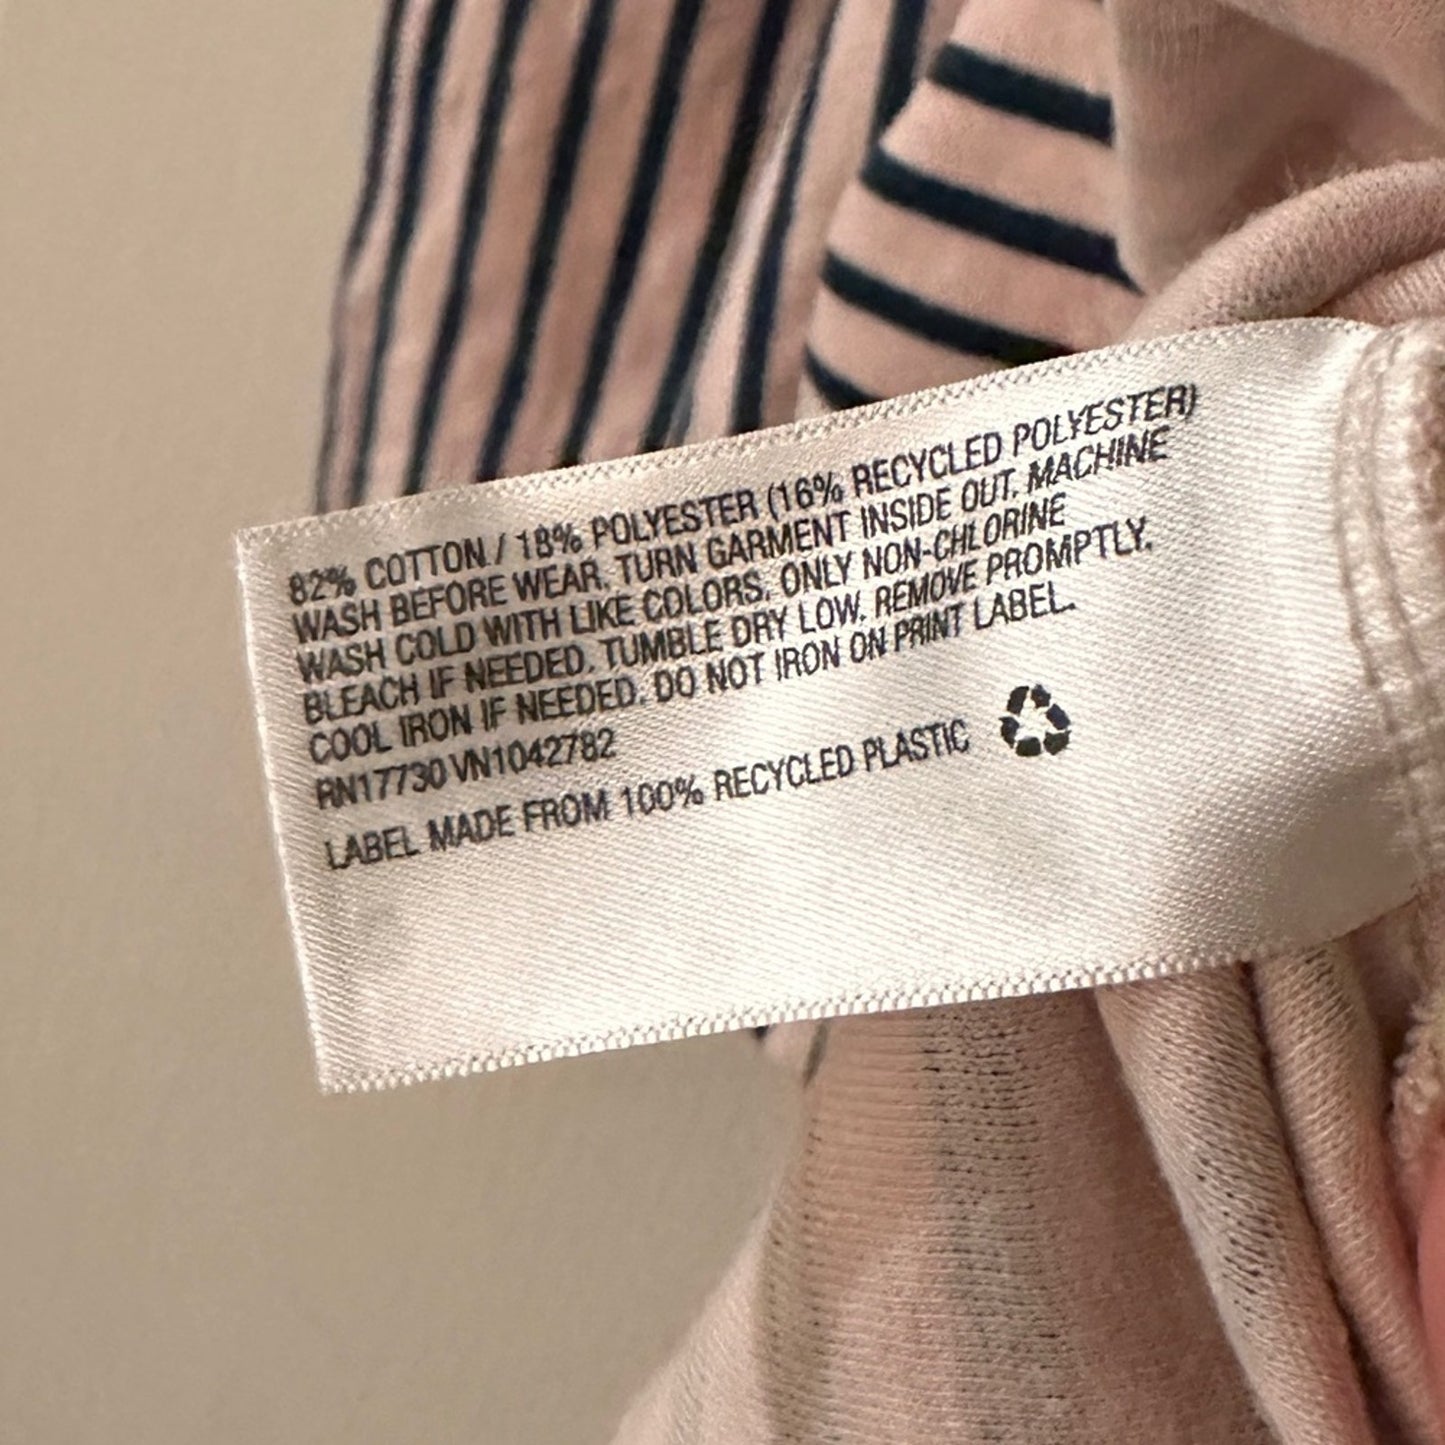 82% COTTON / 18% POLYESTER (16% RECYCLED POLYESTER)
WASH BEFORE WEAR. TURN GARMENT INSIDE OUT. MACHINE
WASH COLD WITH LIKE COLORS. ONLY NON-CHLORINE
BLEACH IF NEEDED. TUMBLE DRY LOW. REMOVE PROMPTLY.
COOL IRON IF NEEDED. DO NOT IRON ON PRINT LABEL.
RN17730 VN1042782
LABEL MADE FROM 100% RECYCLED PLASTIC